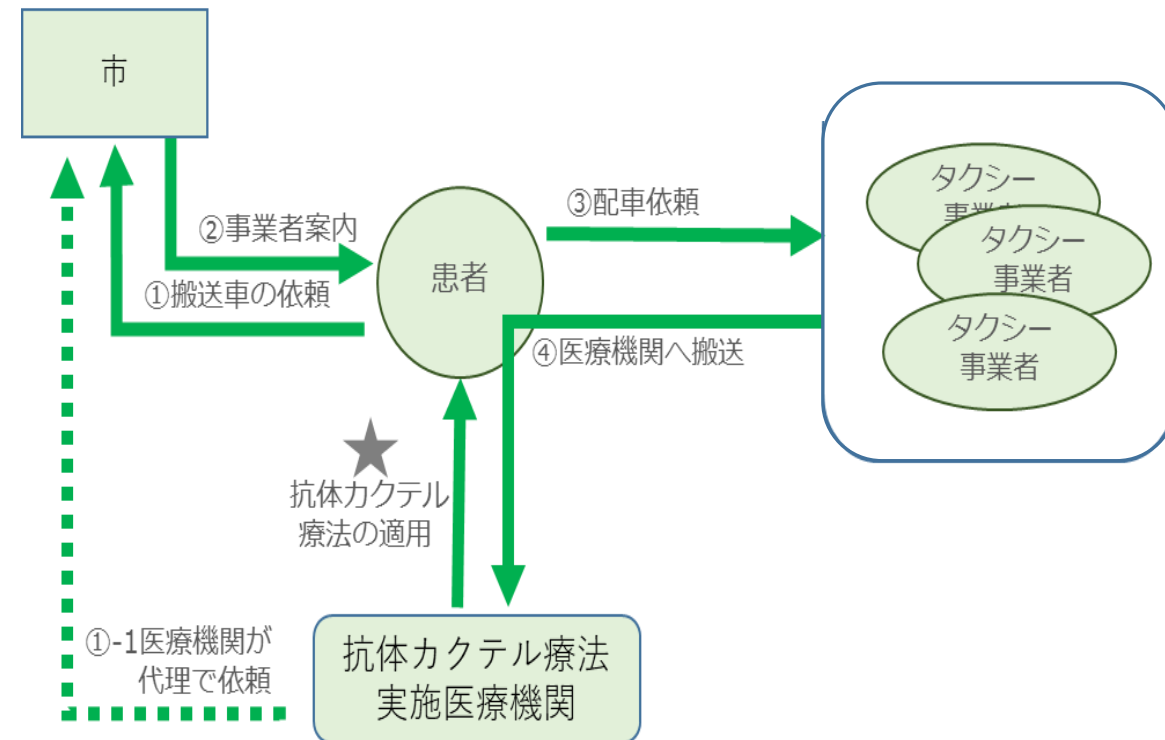 市
②事業者案内
①搬送車の依頼
患者
③配車依頼
タクシー
事業者
タクシー
事業者
タクシー
事業者
④医療機関へ搬送
★
抗体カクテル
療法の適用
①-1医療機関が
代理で依頼
抗体カクテル療法
実施医療機関